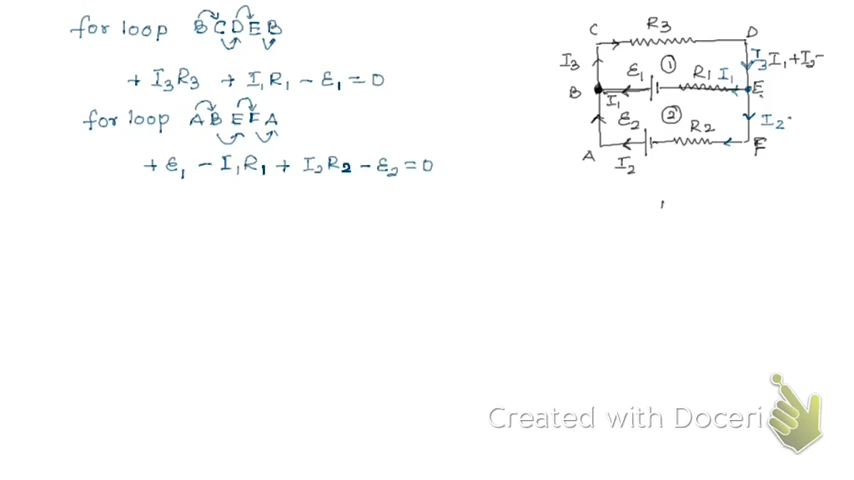 for loop BCDEB
+ I₃R₃ + I₁R₁ − ε₁ = 0
for loop ABEFA
+ ε₁ − I₁R₁ + I₂R₂ − ε₂ = 0
C R₃ D
I₃ I₃ I₁ + I₂
ε₁ ① R₁ I₁ E
B I₁
ε₂ ② R₂ I₂
A I₂ F
Created with Doceri